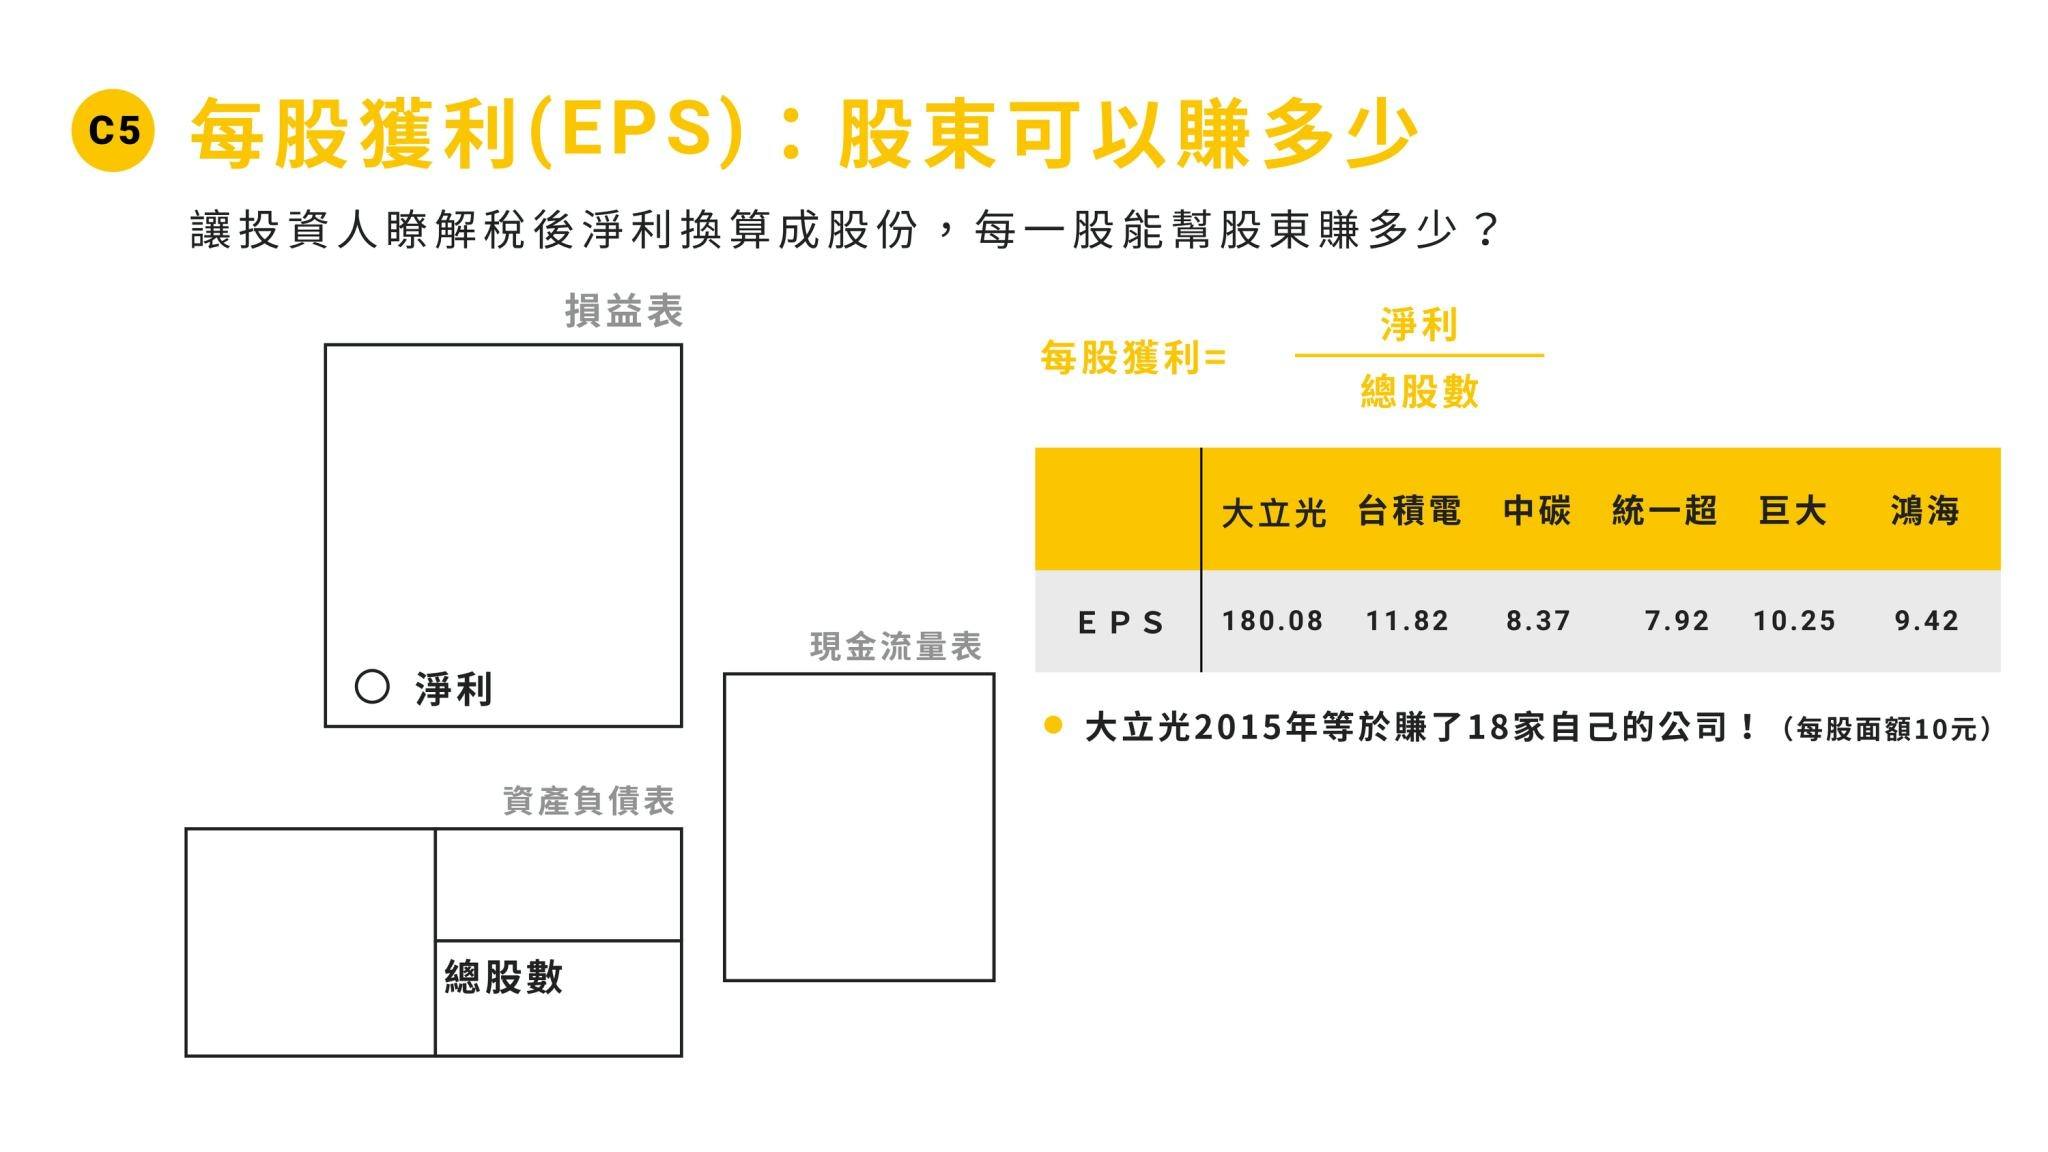 C5 每股獲利(EPS)：股東可以賺多少
讓投資人瞭解稅後淨利換算成股份，每一股能幫股東賺多少？
損益表
淨利
現金流量表
資產負債表
總股數
每股獲利=
淨利
總股數
大立光 台積電 中碳 統一超 巨大 鴻海
EPS 180.08 11.82 8.37 7.92 10.25 9.42
大立光2015年等於賺了18家自己的公司！（每股面額10元）